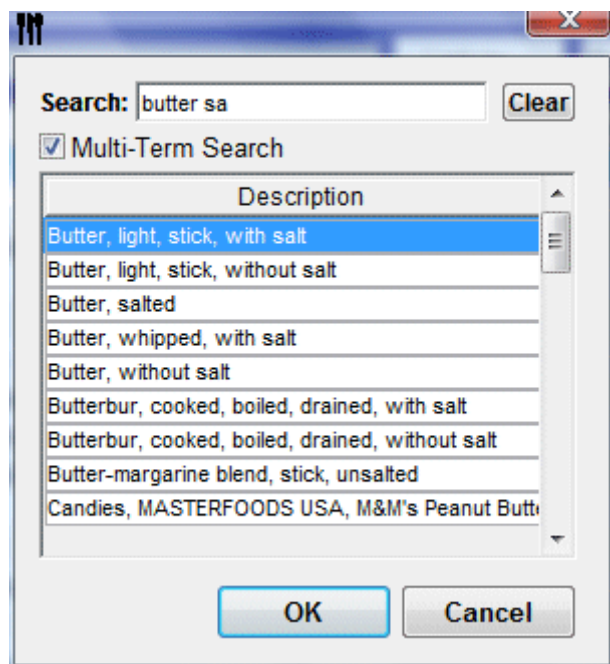 Search: butter sa Clear
Multi-Term Search
Description
Butter, light, stick, with salt
Butter, light, stick, without salt
Butter, salted
Butter, whipped, with salt
Butter, without salt
Butterbur, cooked, boiled, drained, with salt
Butterbur, cooked, boiled, drained, without salt
Butter-margarine blend, stick, unsalted
Candies, MASTERFOODS USA, M&M's Peanut Butt
OK Cancel